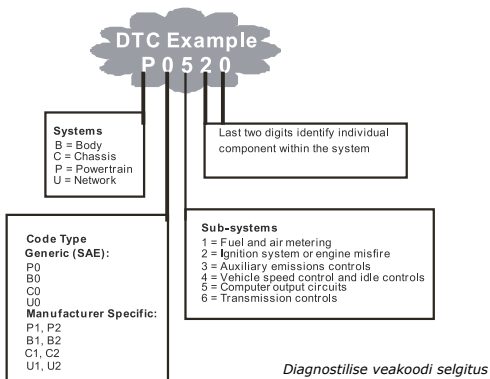 DTC Example
P 0 5 2 0
Systems
B = Body
C = Chassis
P = Powertrain
U = Network
Last two digits identify individual
component within the system
Code Type
Generic (SAE):
P0
B0
C0
U0
Manufacturer Specific:
P1, P2
B1, B2
C1, C2
U1, U2
Sub-systems
1 = Fuel and air metering
2 = Ignition system or engine misfire
3 = Auxiliary emissions controls
4 = Vehicle speed control and idle controls
5 = Computer output circuits
6 = Transmission controls
Diagnostilise veakoodi selgitus